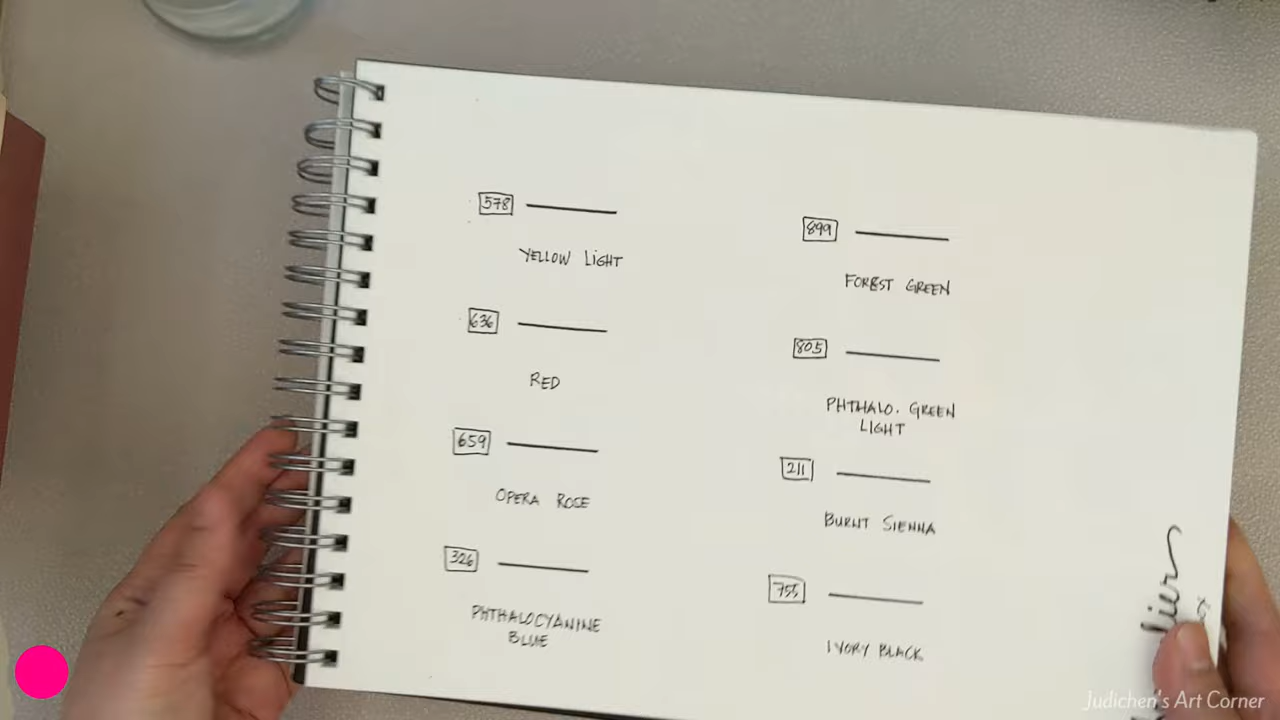 578
YELLOW LIGHT
636
RED
659
OPERA ROSE
326
PHTHALOCYANINE
BLUE
899
FOREST GREEN
805
PHTHALO. GREEN
LIGHT
211
BURNT SIENNA
755
IVORY BLACK
lier
Judichen's Art Corner